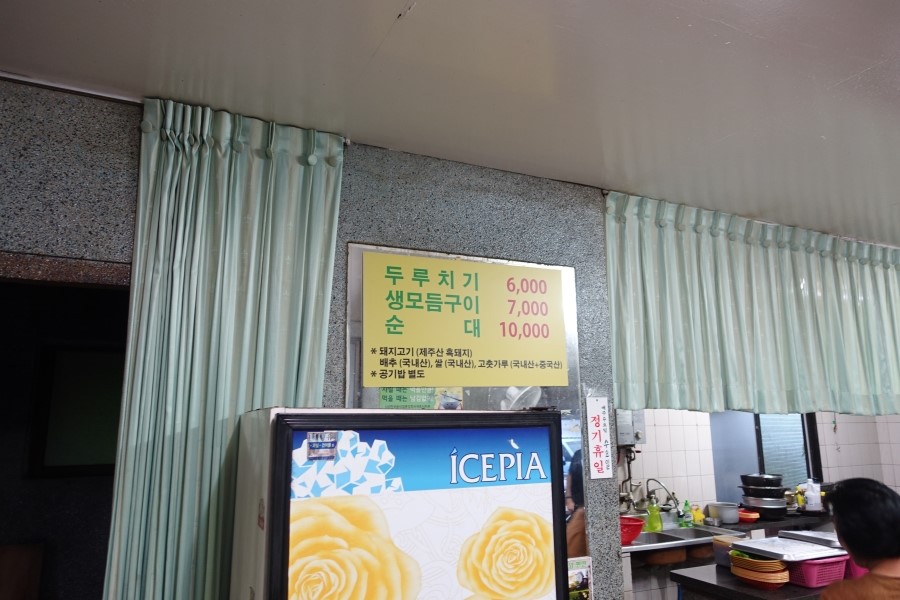 두루치기 6,000
생모듬구이 7,000
순대 10,000
* 돼지고기 (제주산 흑돼지)
배추 (국내산), 쌀 (국내산), 고춧가루 (국내산+중국산)
* 공기밥 별도
ICEPIA
정기휴일